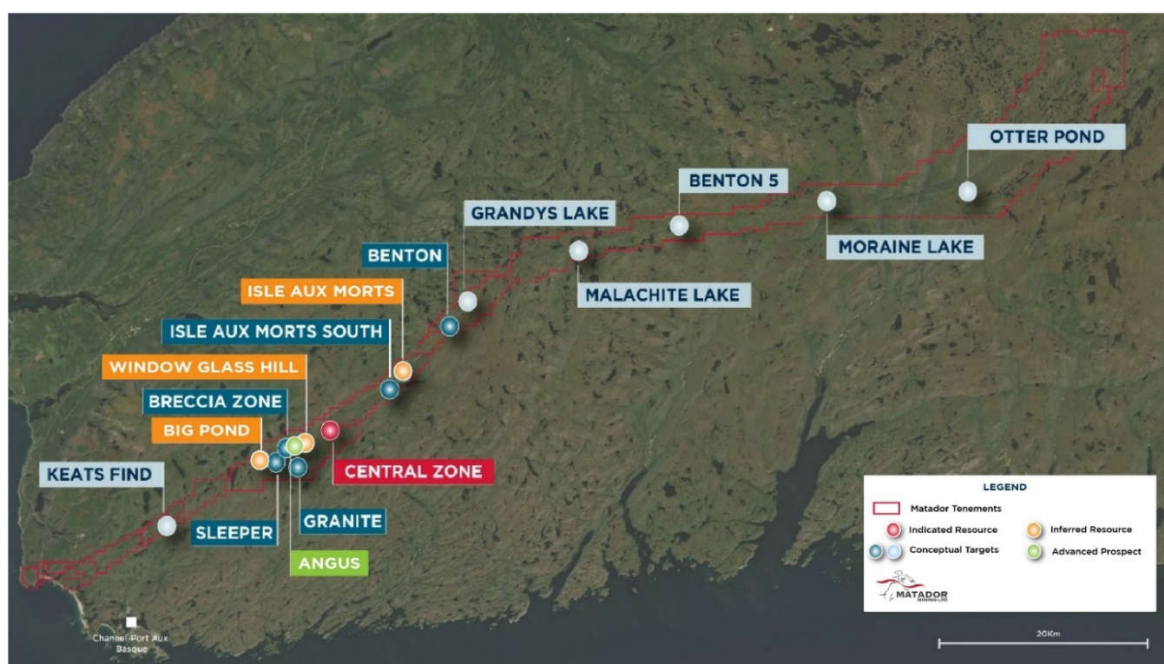 OTTER POND
BENTON 5
GRANDYS LAKE
MORAINE LAKE
BENTON
ISLE AUX MORTS
MALACHITE LAKE
ISLE AUX MORTS SOUTH
WINDOW GLASS HILL
BRECCIA ZONE
BIG POND
KEATS FIND
CENTRAL ZONE
SLEEPER
GRANITE
ANGUS
LEGEND
Matador Tenements
Indicated Resource
Inferred Resource
Conceptual Targets
Advanced Prospect
MATADOR
MINING LTD
Channel-Port Aux
Basque
20Km